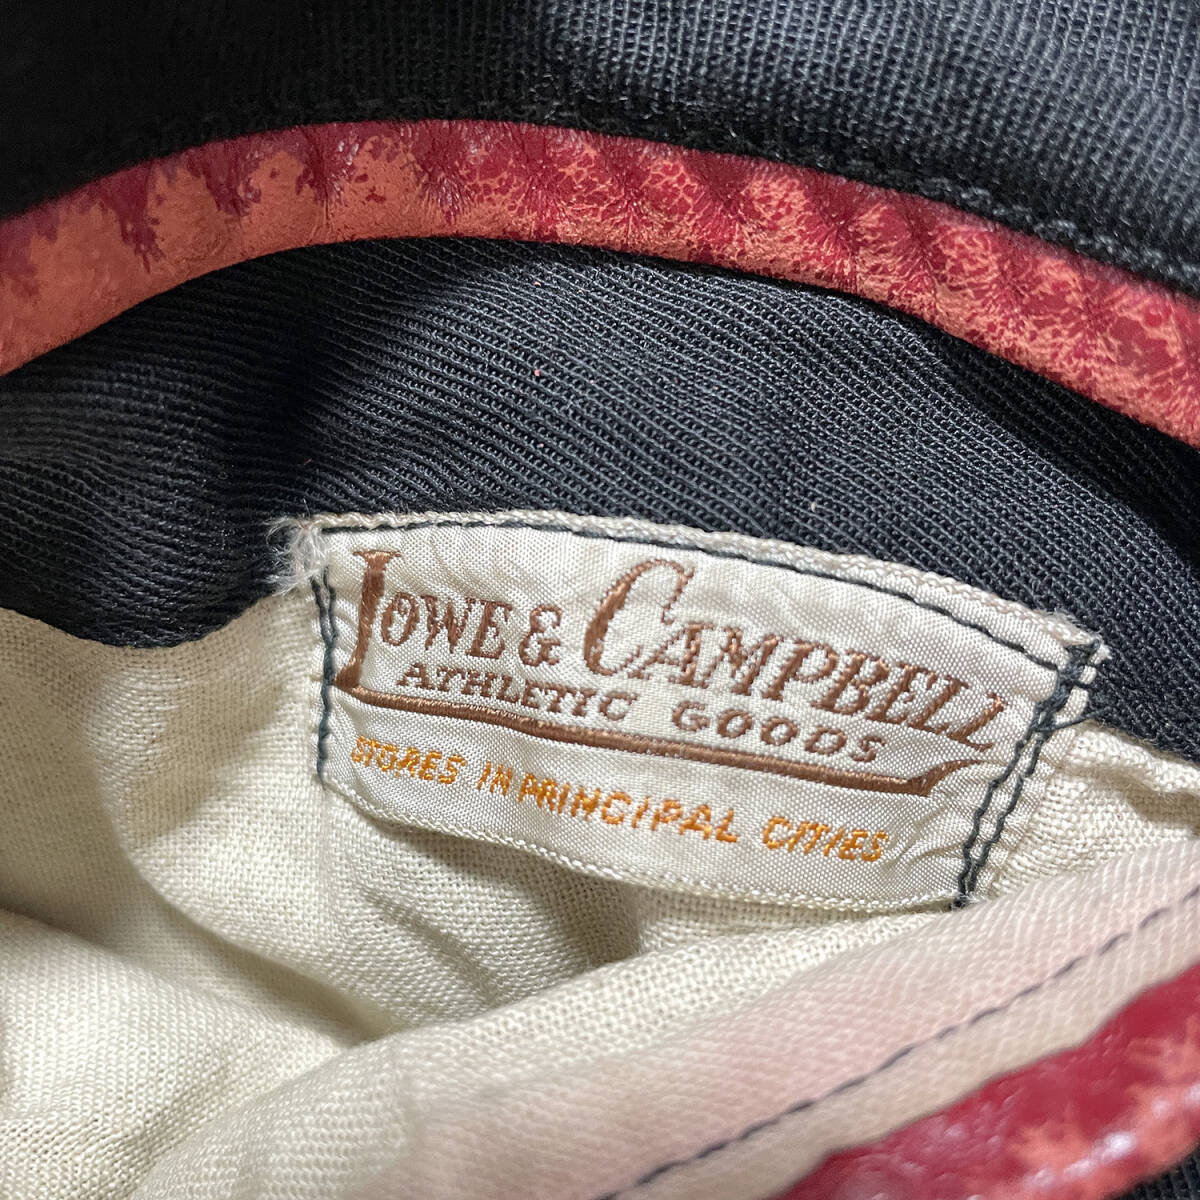 LOWE & CAMPBELL
ATHLETIC GOODS
STORES IN PRINCIPAL CITIES